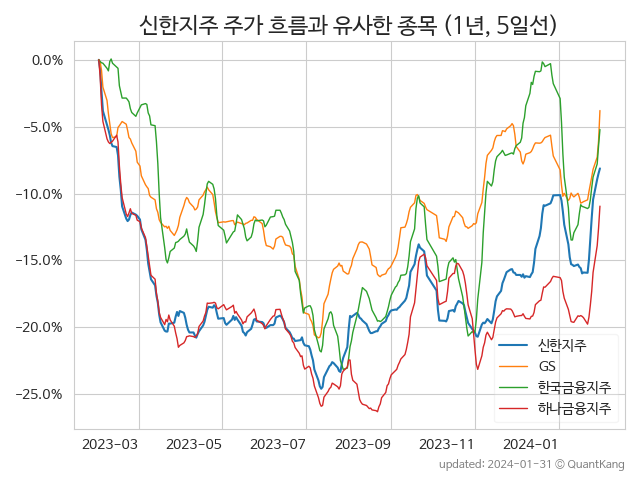 신한지주 주가 흐름과 유사한 종목 (1년, 5일선)
0.0%
−5.0%
−10.0%
−15.0%
−20.0%
−25.0%
신한지주
GS
한국금융지주
하나금융지주
2023-03 2023-05 2023-07 2023-09 2023-11 2024-01
updated: 2024-01-31 © QuantKang